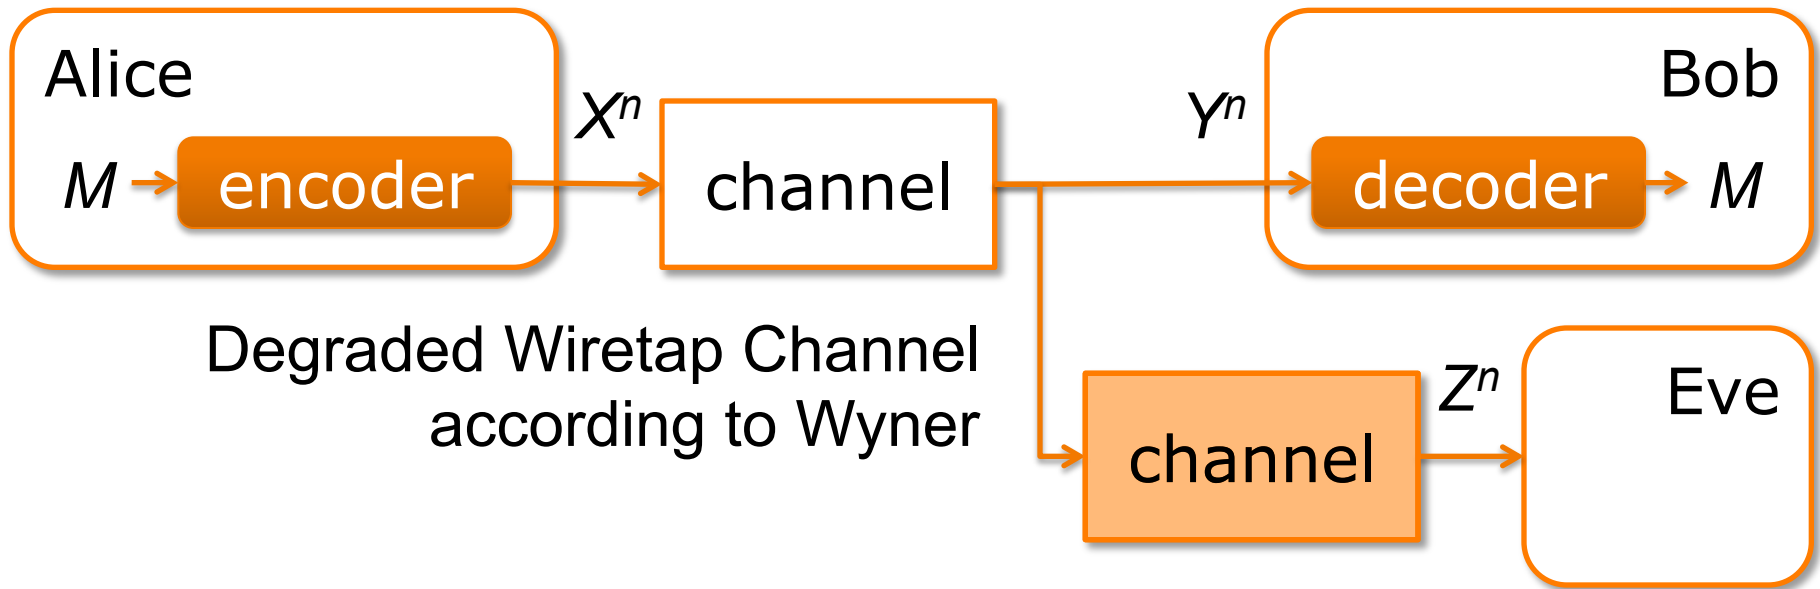 Alice
Bob
Xⁿ
Yⁿ
M
encoder
channel
decoder
M
Degraded Wiretap Channel
according to Wyner
Zⁿ
Eve
channel